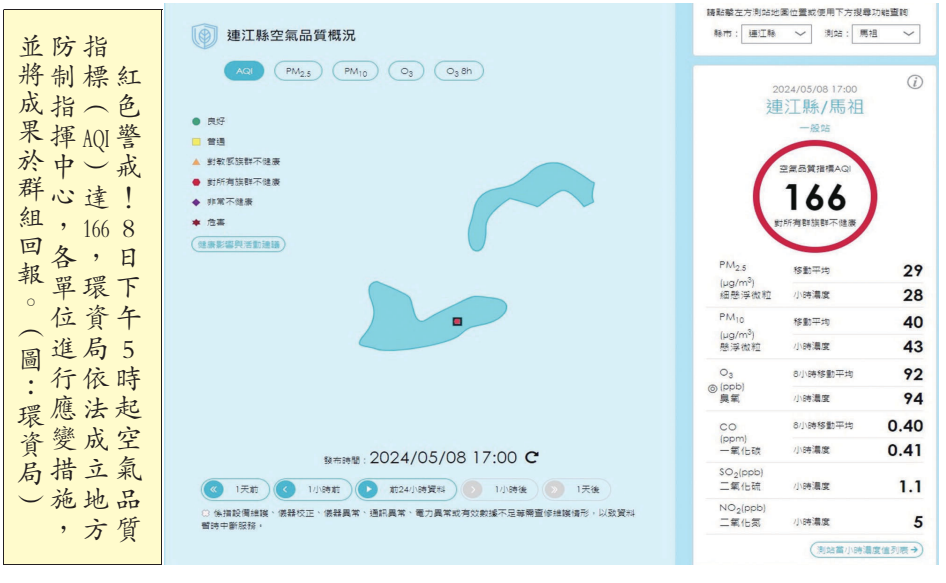 紅色警戒！8日下午5時起空氣品質
指標（AQI）達166，環資局依法成立地方
防制指揮中心，各單位進行應變措施，
並將成果於群組回報。（圖：環資局）
連江縣空氣品質概況
AQI
PM2.5
PM10
O3
O3 8h
良好
普通
對敏感族群不健康
對所有族群不健康
非常不健康
危害
健康影響與活動建議
發布時間：2024/05/08 17:00
1天前
1小時前
前24小時資料
1小時後
1天後
係指設備維護、儀器校正、儀器異常、通訊異常、電力異常或有效數據不足等需查修維護情形，以致資料
暫時中斷服務。
請點擊左方測站地圖位置或使用下方搜尋功能查詢
縣市： 連江縣 測站： 馬祖
2024/05/08 17:00
連江縣/馬祖
一般站
空氣品質指標AQI
166
對所有群族群不健康
PM2.5
(μg/m3)
細懸浮微粒
移動平均 29
小時濃度 28
PM10
(μg/m3)
懸浮微粒
移動平均 40
小時濃度 43
O3
(ppb)
臭氧
8小時移動平均 92
小時濃度 94
CO
(ppm)
一氧化碳
8小時移動平均 0.40
小時濃度 0.41
SO2(ppb)
二氧化硫 小時濃度 1.1
NO2(ppb)
二氧化氮 小時濃度 5
測站當小時濃度值列表